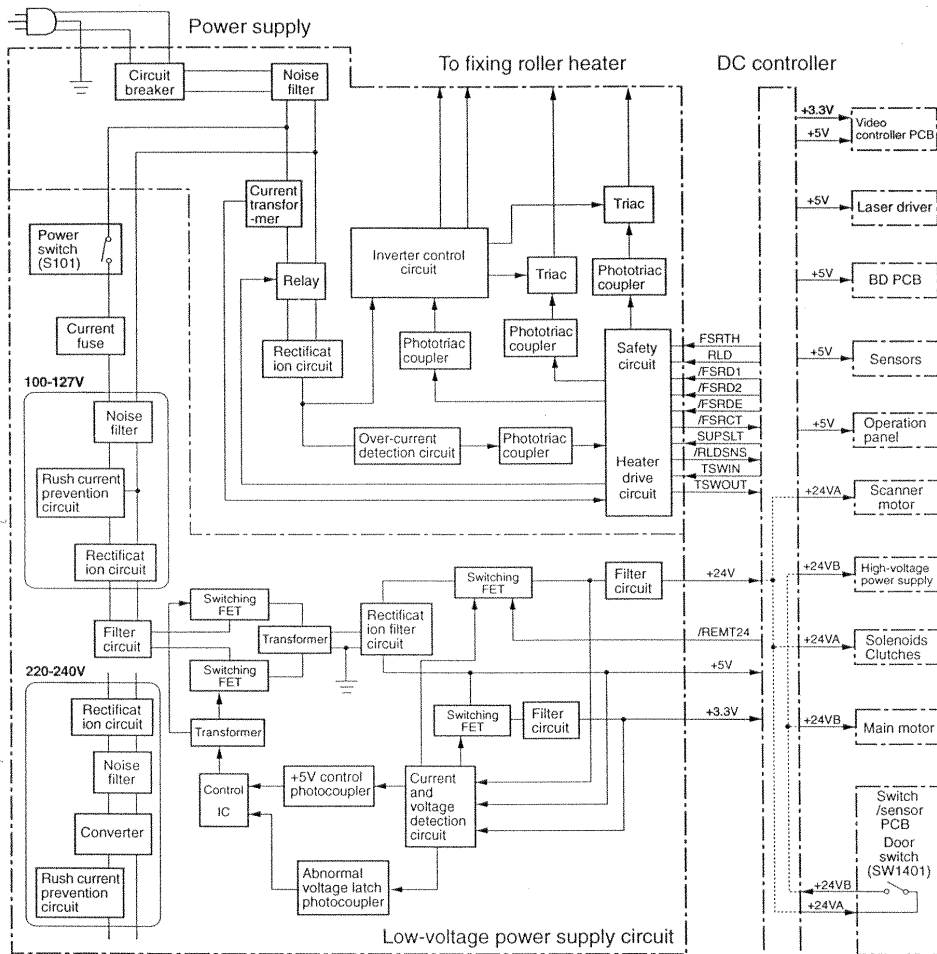 Power supply
To fixing roller heater
DC controller
Circuit
breaker
Noise
filter
+3.3V
Video
controller PCB
+5V
Current
transfor
-mer
Triac
+5V
Laser driver
Power
switch
(S101)
Inverter control
circuit
Relay
Triac
Phototriac
coupler
+5V
BD PCB
Current
fuse
Phototriac
coupler
Phototriac
coupler
Rectificat
ion circuit
Safety
circuit
FSRTH
RLD
/FSRD1
/FSRD2
/FSRDE
/FSRCT
SUPSLT
/RLDSNS
TSWIN
TSWOUT
+5V
Sensors
100-127V
Noise
filter
Over-current
detection circuit
Phototriac
coupler
Heater
drive
circuit
+5V
Operation
panel
Rush current
prevention
circuit
+24VA
Scanner
motor
Rectificat
ion circuit
Switching
FET
Switching
FET
Filter
circuit
+24V
+24VB
High-voltage
power supply
Filter
circuit
Transformer
Rectificat
ion filter
circuit
/REMT24
+24VA
Solenoids
Clutches
220-240V
Switching
FET
+5V
Rectificat
ion circuit
Transformer
Switching
FET
Filter
circuit
+3.3V
+24VB
Main motor
Noise
filter
Control
IC
+5V control
photocoupler
Current
and
voltage
detection
circuit
Converter
Switch
/sensor
PCB
Door
switch
(SW1401)
Rush current
prevention
circuit
Abnormal
voltage latch
photocoupler
+24VB
+24VA
Low-voltage power supply circuit